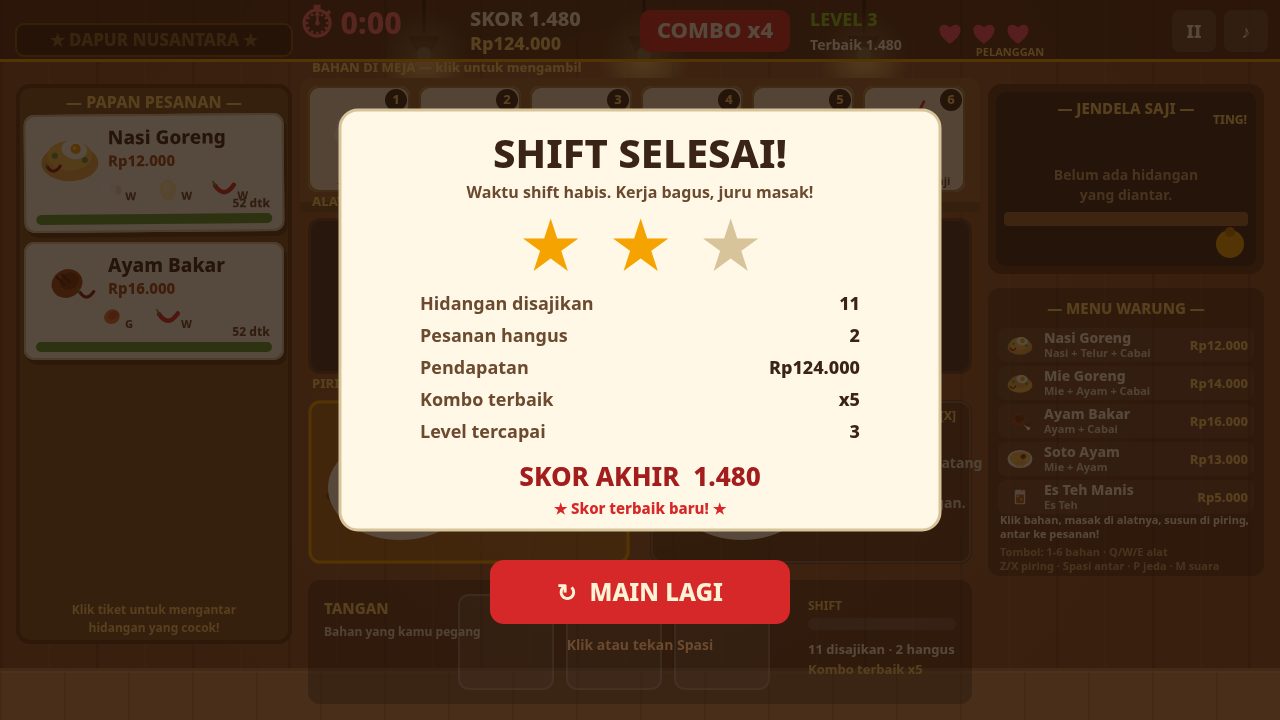 ★ DAPUR NUSANTARA ★
0:00
SKOR 1.480
Rp124.000
COMBO x4
LEVEL 3
Terbaik 1.480
PELANGGAN
II
♪
BAHAN DI MEJA — klik untuk mengambil
1
2
3
4
5
6
— PAPAN PESANAN —
Nasi Goreng
Rp12.000
W
W
W
52 dtk
Ayam Bakar
Rp16.000
G
W
52 dtk
Klik tiket untuk mengantar
hidangan yang cocok!
SHIFT SELESAI!
Waktu shift habis. Kerja bagus, juru masak!
Hidangan disajikan 11
Pesanan hangus 2
Pendapatan Rp124.000
Kombo terbaik x5
Level tercapai 3
SKOR AKHIR 1.480
★ Skor terbaik baru! ★
↻ MAIN LAGI
Klik atau tekan Spasi
TANGAN
Bahan yang kamu pegang
SHIFT
11 disajikan · 2 hangus
Kombo terbaik x5
— JENDELA SAJI —
TING!
Belum ada hidangan
yang diantar.
— MENU WARUNG —
Nasi Goreng
Nasi + Telur + Cabai
Rp12.000
Mie Goreng
Mie + Ayam + Cabai
Rp14.000
Ayam Bakar
Ayam + Cabai
Rp16.000
Soto Ayam
Mie + Ayam
Rp13.000
Es Teh Manis
Es Teh
Rp5.000
Klik bahan, masak di alatnya, susun di piring,
antar ke pesanan!
Tombol: 1-6 bahan · Q/W/E alat
Z/X piring · Spasi antar · P jeda · M suara